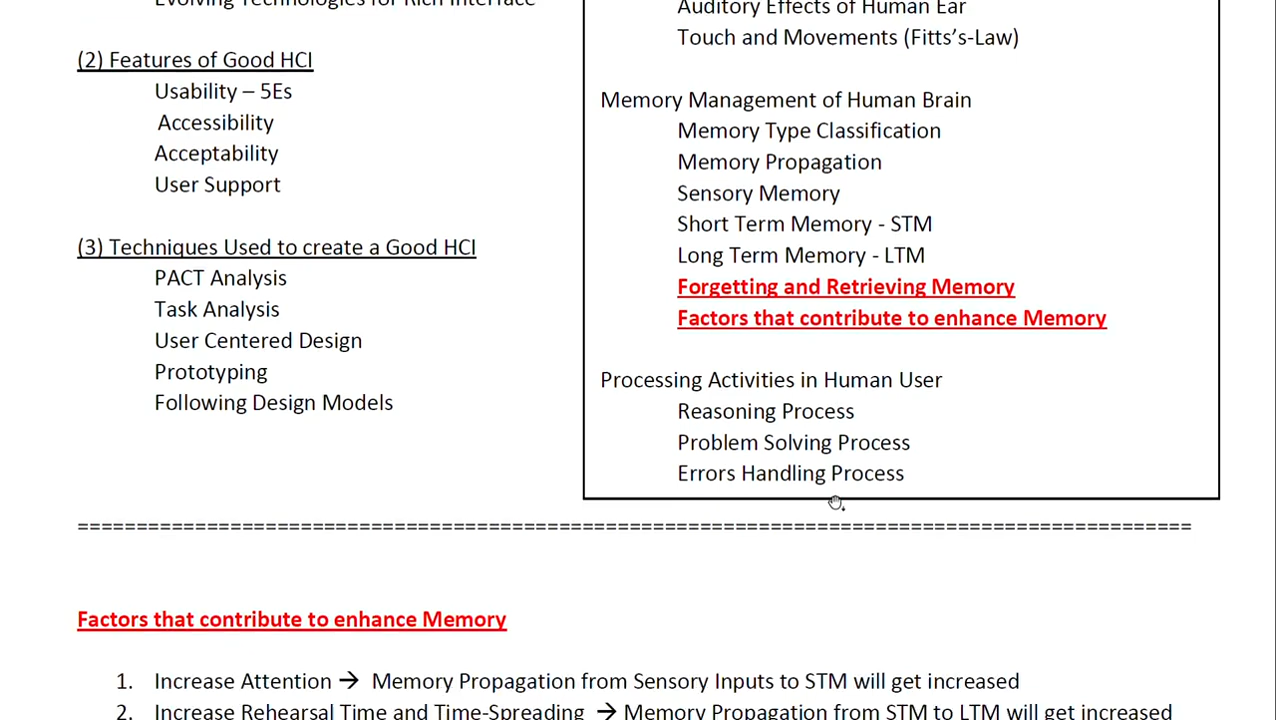 Evolving Technologies for Rich Interface
(2) Features of Good HCI
Usability – 5Es
Accessibility
Acceptability
User Support
(3) Techniques Used to create a Good HCI
PACT Analysis
Task Analysis
User Centered Design
Prototyping
Following Design Models
Auditory Effects of Human Ear
Touch and Movements (Fitts's-Law)
Memory Management of Human Brain
Memory Type Classification
Memory Propagation
Sensory Memory
Short Term Memory - STM
Long Term Memory - LTM
Forgetting and Retrieving Memory
Factors that contribute to enhance Memory
Processing Activities in Human User
Reasoning Process
Problem Solving Process
Errors Handling Process
===============================================================================================
Factors that contribute to enhance Memory
1. Increase Attention → Memory Propagation from Sensory Inputs to STM will get increased
2. Increase Rehearsal Time and Time-Spreading → Memory Propagation from STM to LTM will get increased